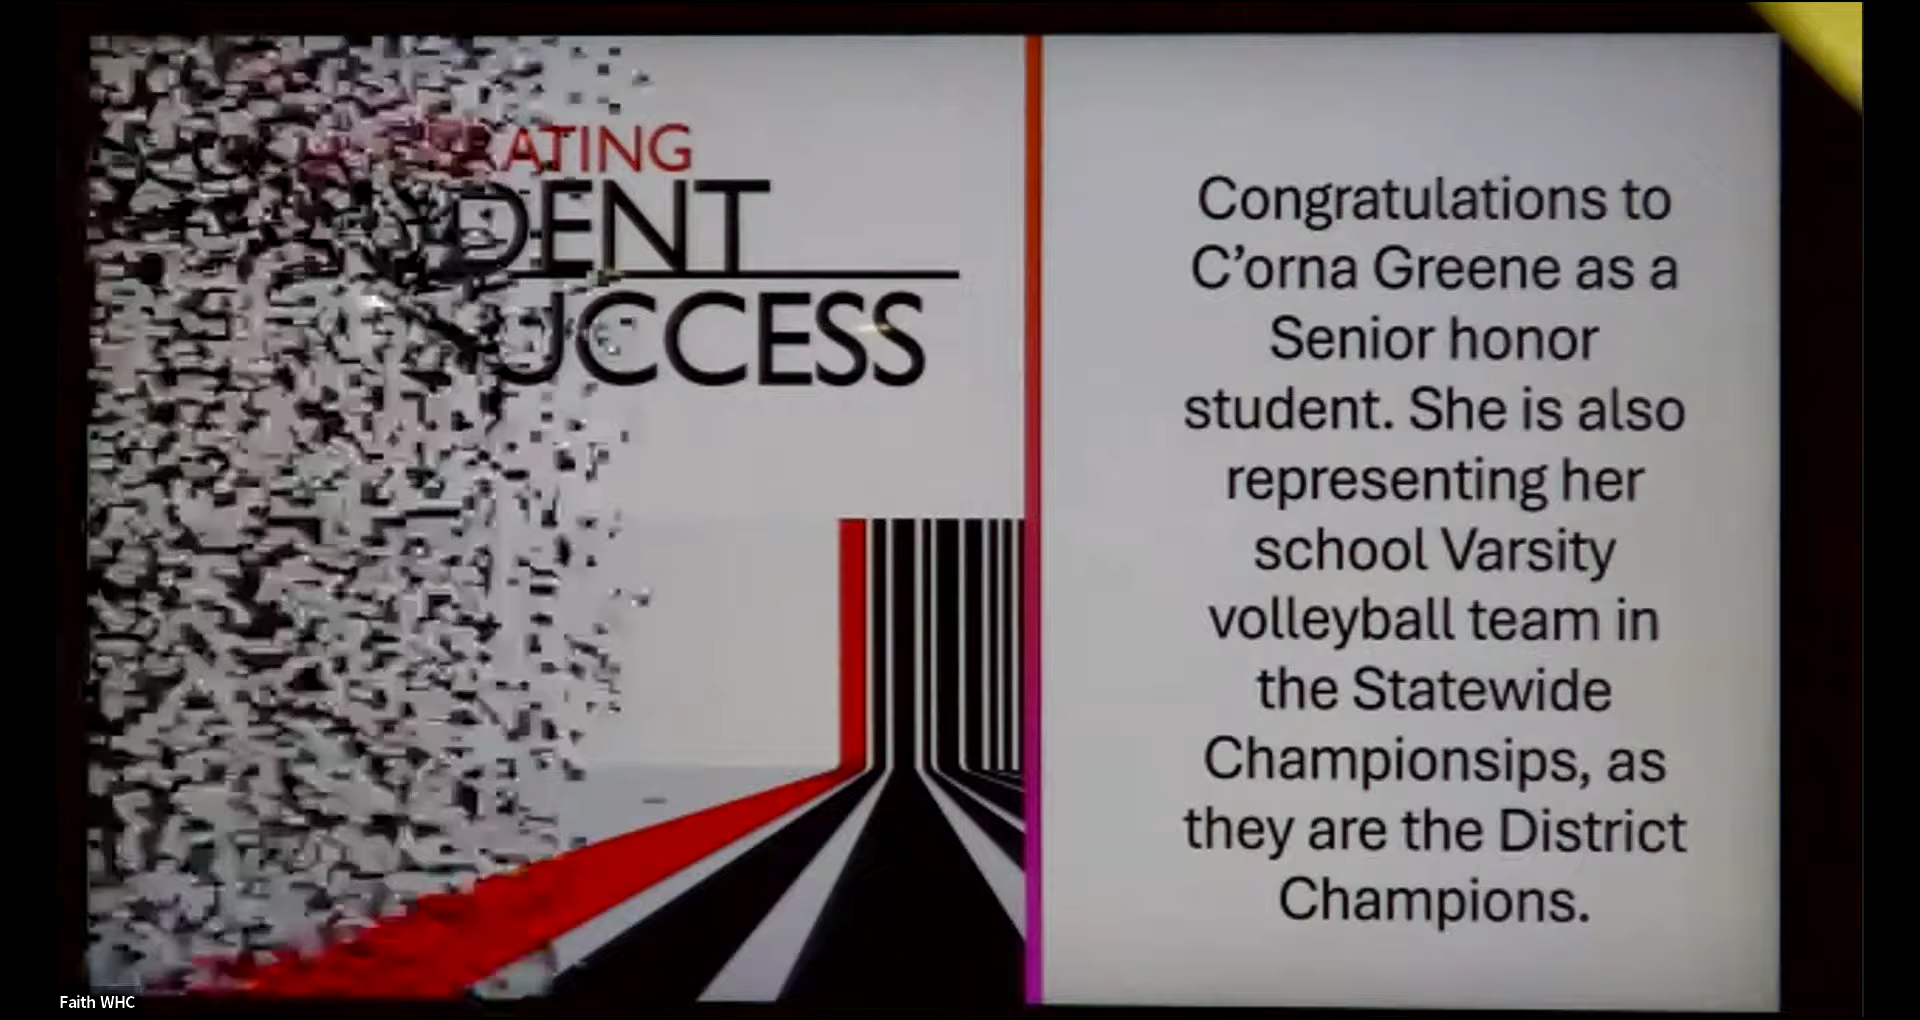 ATING
DENT
UCCESS
Congratulations to
C’orna Greene as a
Senior honor
student. She is also
representing her
school Varsity
volleyball team in
the Statewide
Championsips, as
they are the District
Champions.
Faith WHC